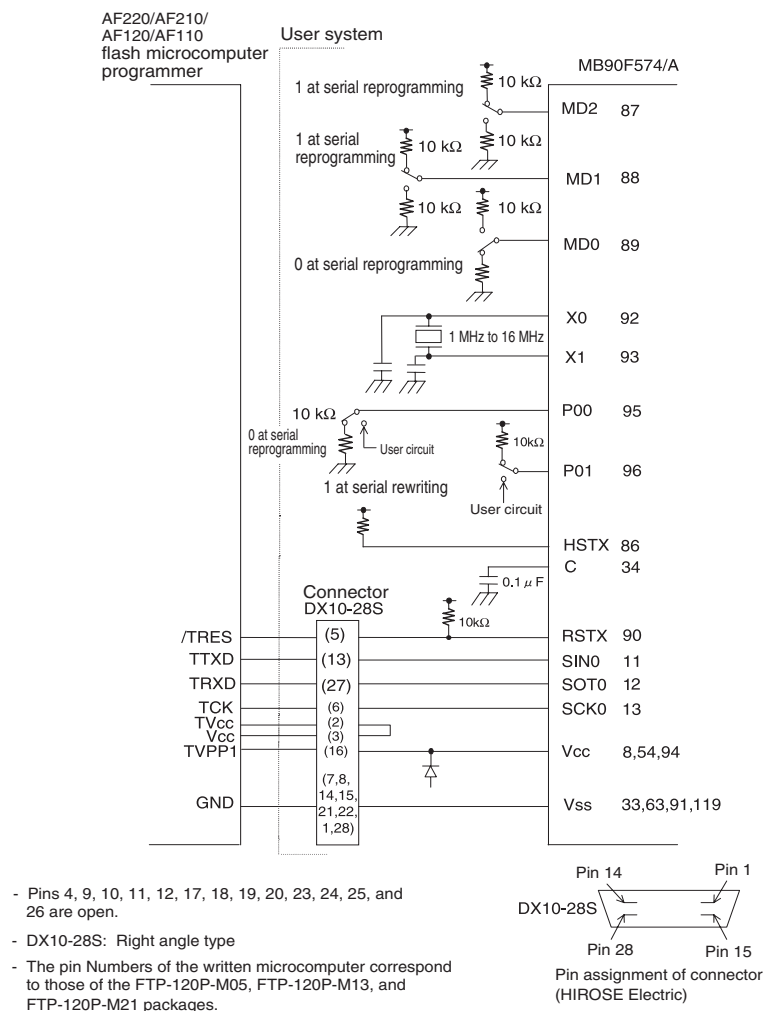 AF220/AF210/
AF120/AF110
flash microcomputer
programmer
User system
MB90F574/A
1 at serial reprogramming
10 kΩ
MD2 87
10 kΩ
1 at serial
reprogramming
10 kΩ
MD1 88
10 kΩ
10 kΩ
MD0 89
0 at serial reprogramming
X0 92
1 MHz to 16 MHz
X1 93
10 kΩ
P00 95
0 at serial
reprogramming
User circuit
10kΩ
P01 96
1 at serial rewriting
User circuit
HSTX 86
C 34
0.1 μ F
Connector
DX10-28S
10kΩ
/TRES (5) RSTX 90
TTXD (13) SIN0 11
TRXD (27) SOT0 12
TCK (6) SCK0 13
TVcc (2)
Vcc (3)
TVPP1 (16) Vcc 8,54,94
(7,8,
14,15,
21,22,
1,28)
GND Vss 33,63,91,119
- Pins 4, 9, 10, 11, 12, 17, 18, 19, 20, 23, 24, 25, and
26 are open.
- DX10-28S: Right angle type
- The pin Numbers of the written microcomputer correspond
to those of the FTP-120P-M05, FTP-120P-M13, and
FTP-120P-M21 packages.
Pin 14 Pin 1
DX10-28S
Pin 28 Pin 15
Pin assignment of connector
(HIROSE Electric)